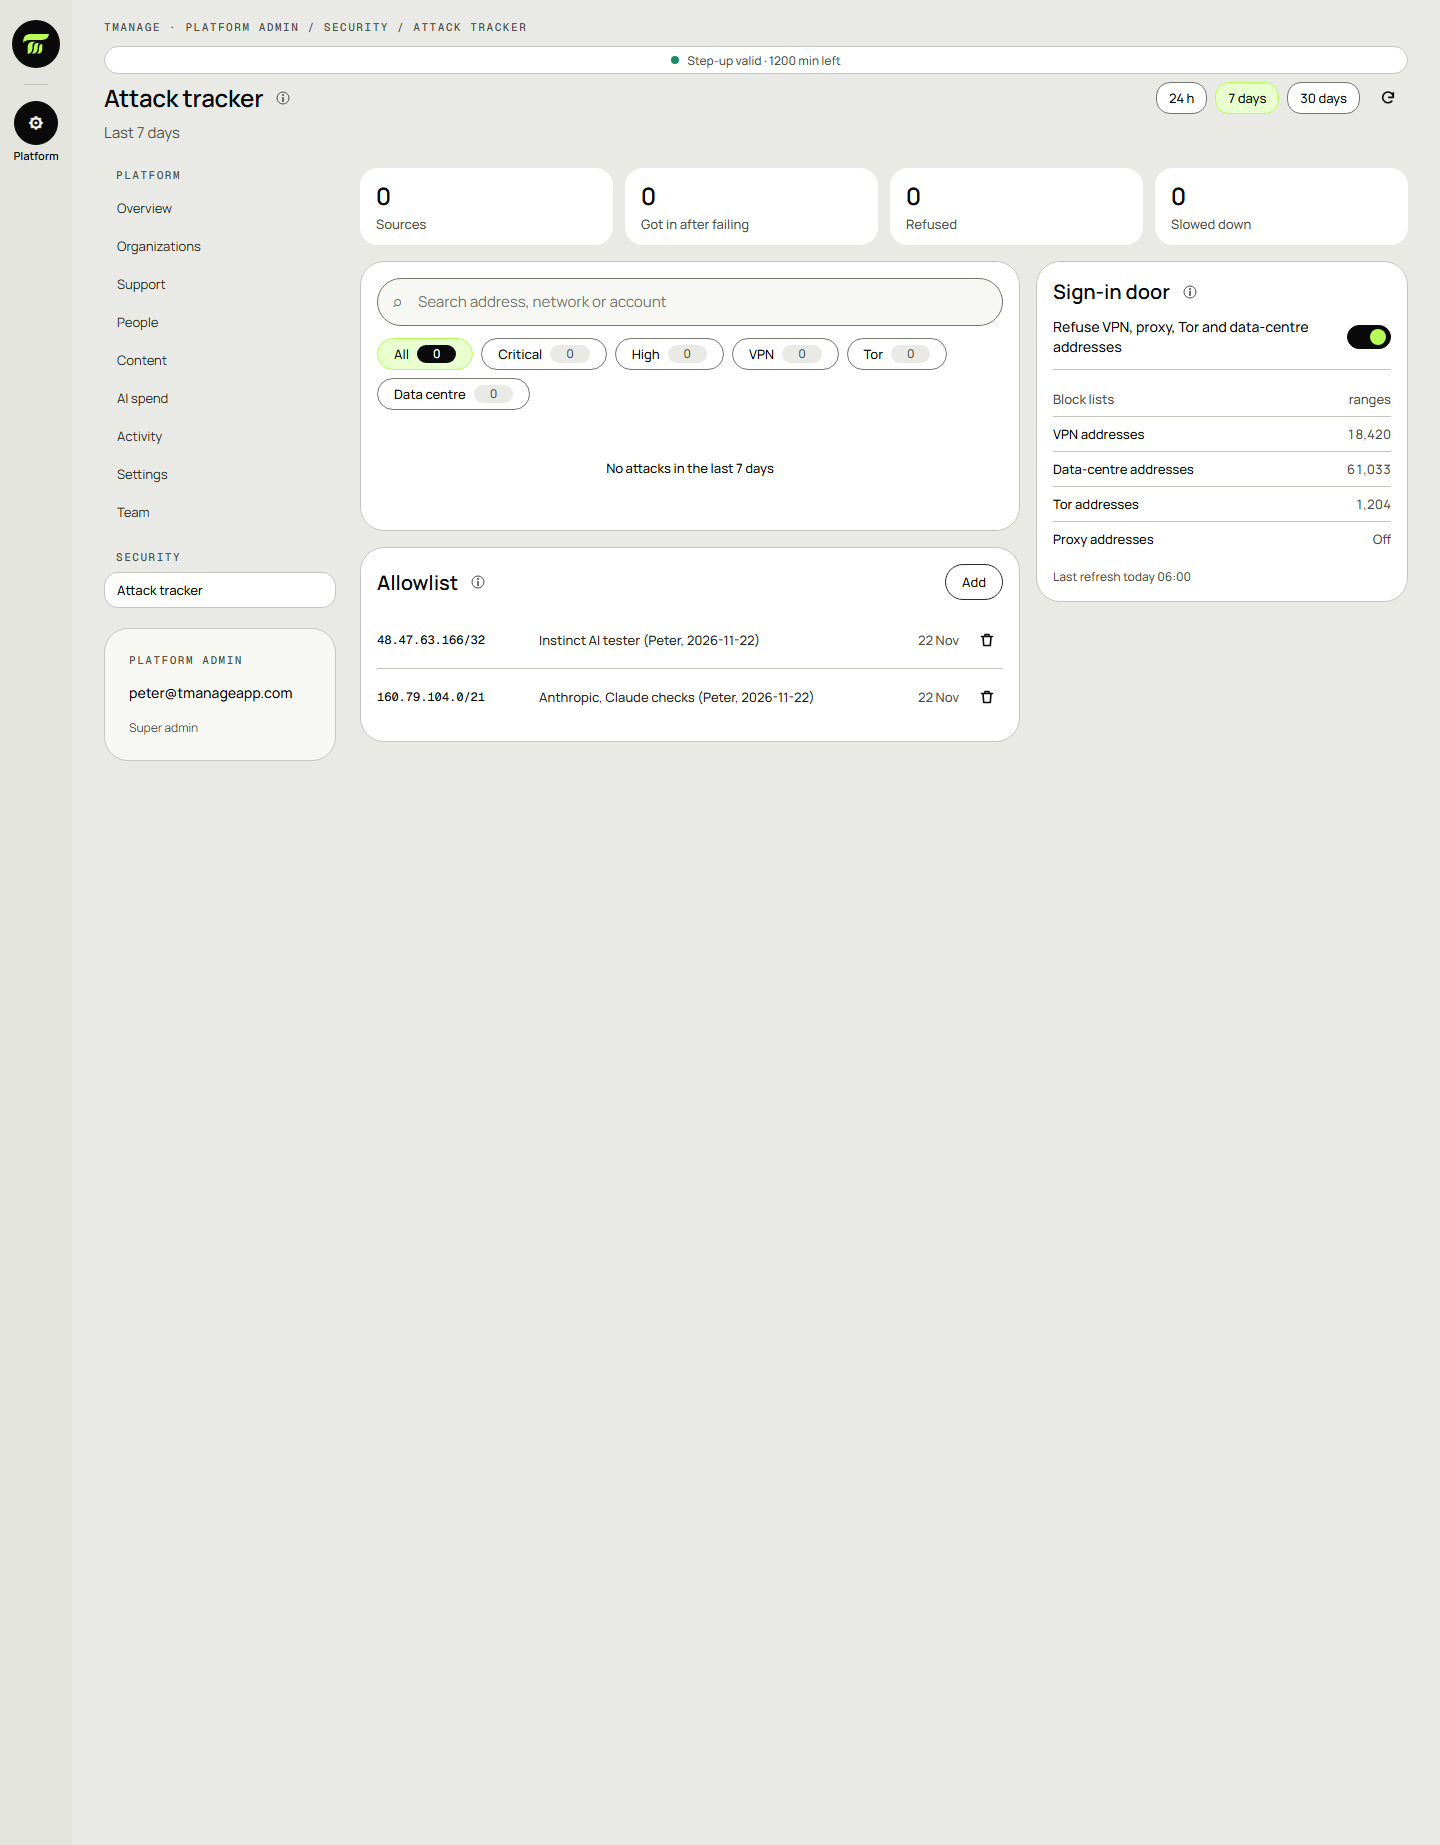 TMANAGE · PLATFORM ADMIN / SECURITY / ATTACK TRACKER
Step-up valid · 1200 min left
Attack tracker
24 h
7 days
30 days
Last 7 days
Platform
PLATFORM
Overview
Organizations
Support
People
Content
AI spend
Activity
Settings
Team
SECURITY
Attack tracker
PLATFORM ADMIN
peter@tmanageapp.com
Super admin
0
Sources
0
Got in after failing
0
Refused
0
Slowed down
Search address, network or account
All 0
Critical 0
High 0
VPN 0
Tor 0
Data centre 0
No attacks in the last 7 days
Allowlist
Add
48.47.63.166/32 Instinct AI tester (Peter, 2026-11-22) 22 Nov
160.79.104.0/21 Anthropic, Claude checks (Peter, 2026-11-22) 22 Nov
Sign-in door
Refuse VPN, proxy, Tor and data-centre
addresses
Block lists ranges
VPN addresses 18,420
Data-centre addresses 61,033
Tor addresses 1,204
Proxy addresses Off
Last refresh today 06:00